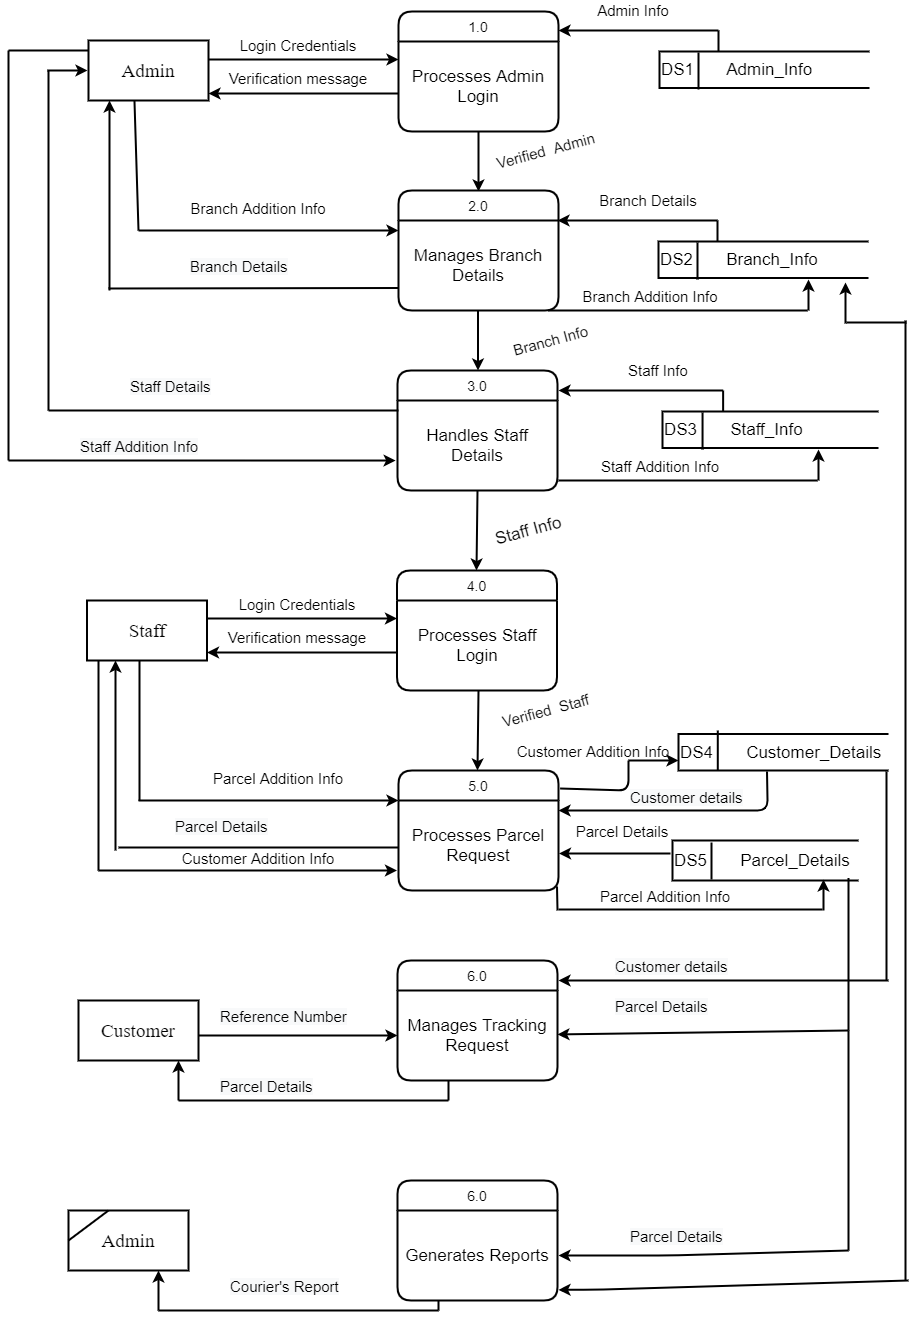 Admin Info
1.0
Login Credentials
Admin
Processes Admin
Login
DS1
Admin_Info
Verification message
Verified  Admin
2.0
Branch Details
Branch Addition Info
Manages Branch
Details
DS2
Branch_Info
Branch Details
Branch Addition Info
Branch Info
3.0
Staff Info
Staff Details
Handles Staff
Details
DS3
Staff_Info
Staff Addition Info
Staff Addition Info
Staff Info
4.0
Login Credentials
Staff
Processes Staff
Login
Verification message
Verified  Staff
Customer Addition Info
DS4
Customer_Details
5.0
Parcel Addition Info
Customer details
Parcel Details
Processes Parcel
Request
Parcel Details
DS5
Parcel_Details
Customer Addition Info
Parcel Addition Info
6.0
Customer details
Reference Number
Customer
Manages Tracking
Request
Parcel Details
Parcel Details
6.0
Admin
Generates Reports
Parcel Details
Courier's Report